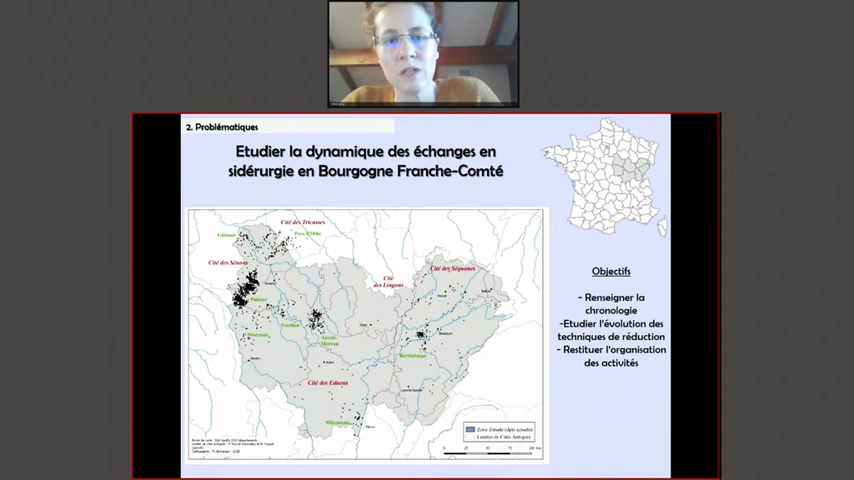 2. Problématiques
Etudier la dynamique des échanges en
sidérurgie en Bourgogne Franche-Comté
Cité des Tricasses
Pays d'Othe
Gâtinais
Cité des Sénons
Cité
des Lingons
Cité des Séquanes
Puisaye
Nivernais
Vézelien
Auxois
Morvan
Berthelange
Cité des Eduens
Mâconnais
Zone d'étude (dpts actuels)
Limites de Cités Antiques
Objectifs
- Renseigner la
chronologie
-Etudier l'évolution des
techniques de réduction
- Restituer l'organisation
des activités